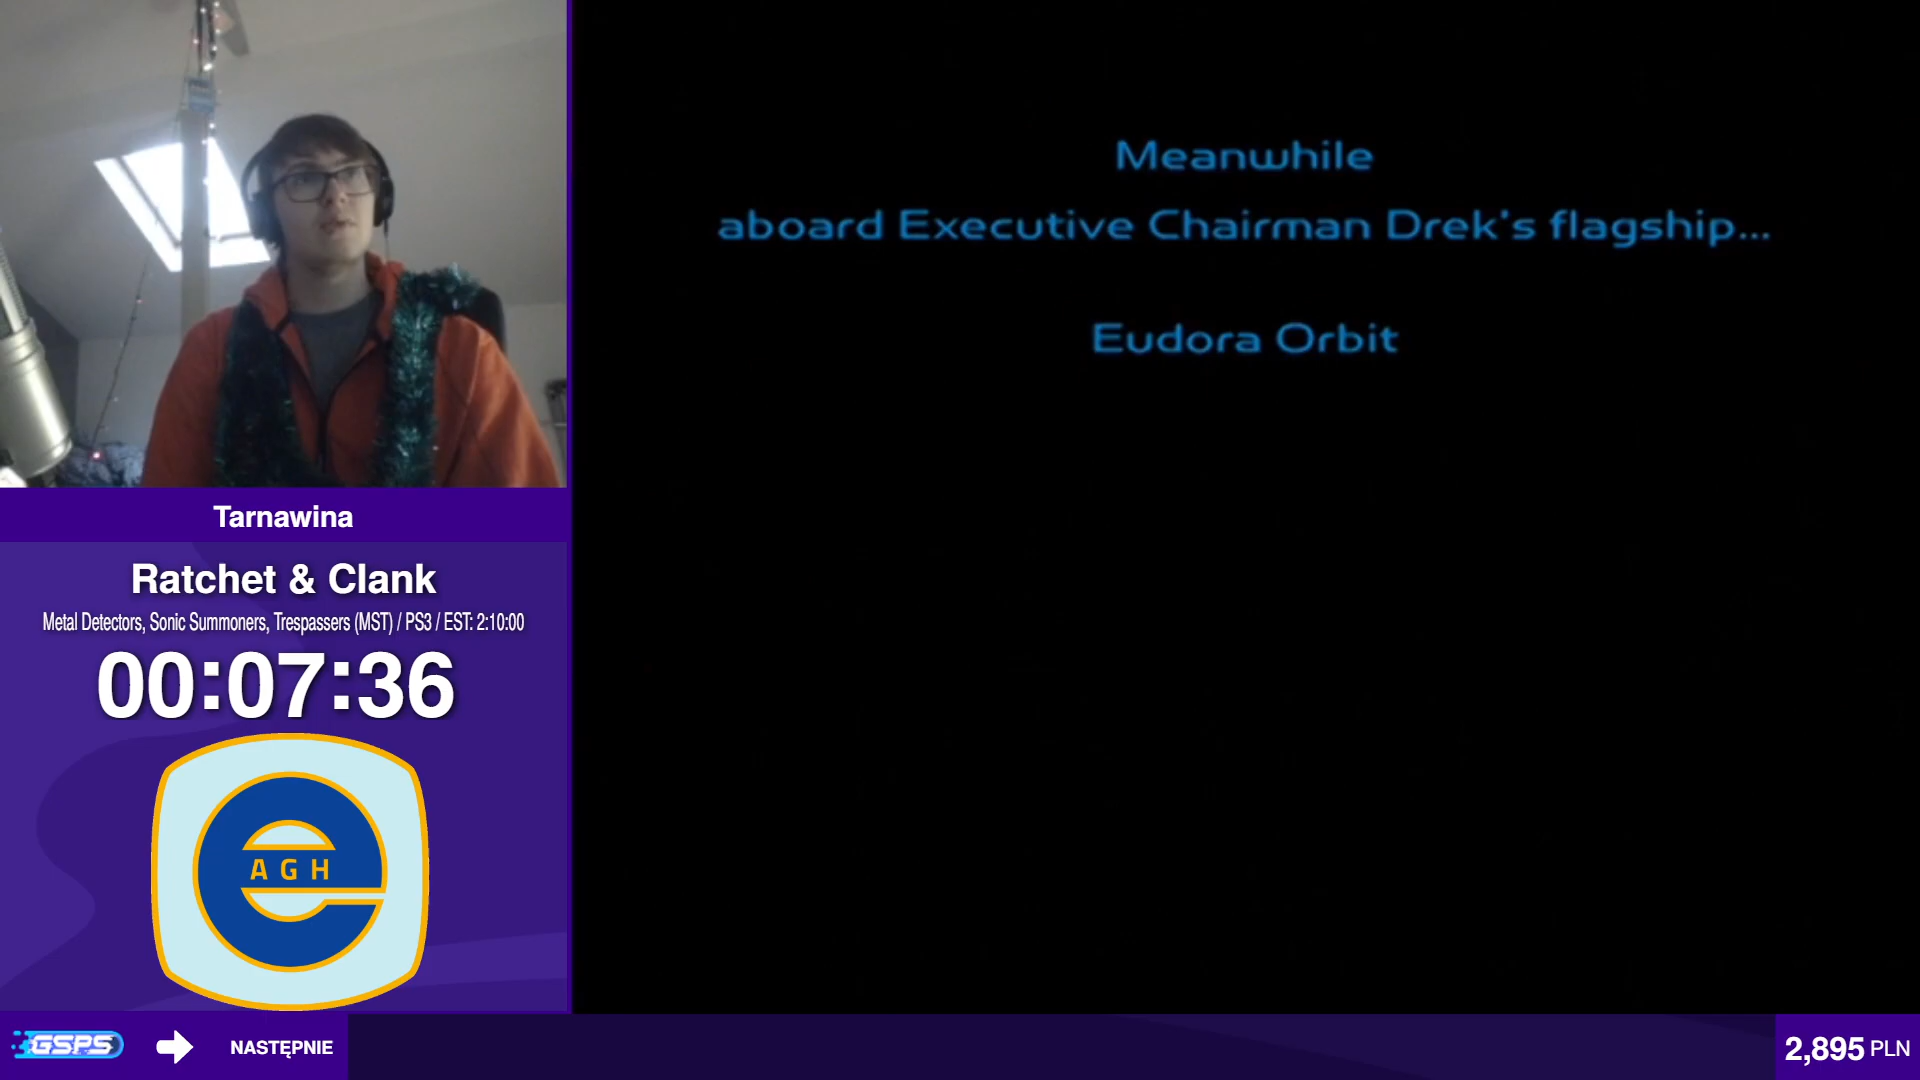 Meanwhile
aboard Executive Chairman Drek's flagship...
Eudora Orbit
Tarnawina
Ratchet & Clank
Metal Detectors, Sonic Summoners, Trespassers (MST) / PS3 / EST: 2:10:00
00:07:36
AGH
GSPS
NASTĘPNIE
2,895 PLN